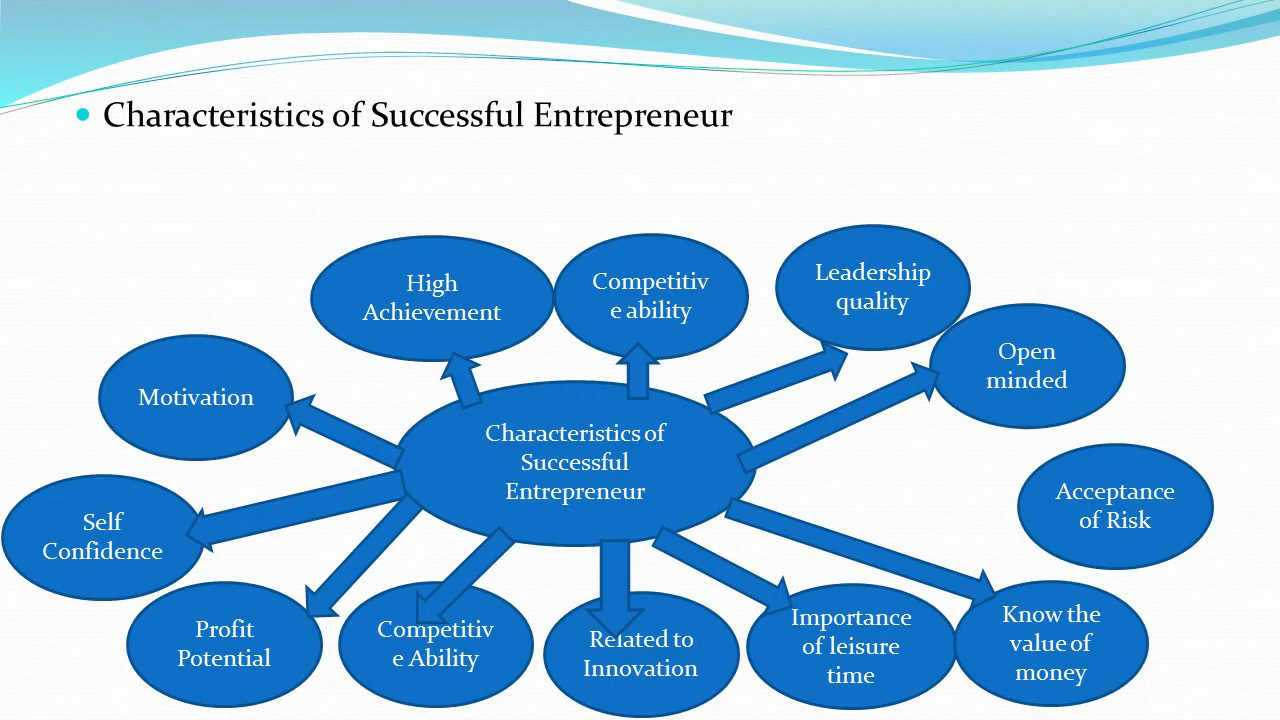 Characteristics of Successful Entrepreneur
High
Achievement
Competitiv
e ability
Leadership
quality
Open
minded
Motivation
Characteristics of
Successful
Entrepreneur
Acceptance
of Risk
Self
Confidence
Profit
Potential
Competitiv
e Ability
Related to
Innovation
Importance
of leisure
time
Know the
value of
money